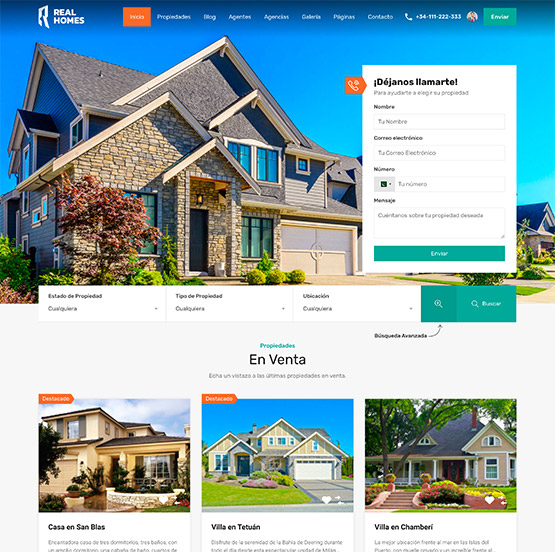 REAL
HOMES
Inicio Propiedades Blog Agentes Agencias Galería Páginas Contacto +34-111-222-333 Enviar
¡Déjanos llamarte!
Para ayudarte a elegir su propiedad
Nombre
Tu Nombre
Correo electrónico
Tu Correo Electrónico
Número
Tu número
Mensaje
Cuéntanos sobre tu propiedad deseada
Enviar
Estado de Propiedad Tipo de Propiedad Ubicación
Cualquiera Cualquiera Cualquiera Buscar
Búsqueda Avanzada
Propiedades
En Venta
Echa un vistazo a las últimas propiedades en venta.
Destacado Destacado
Casa en San Blas Villa en Tetuán Villa en Chamberí
Encantadora casa de tres dormitorios, tres baños, con Disfrute de la serenidad de la Bahía de Deering durante La mejor ubicación frente al mar en las Islas del
un amplio dormitorio, una cabaña de baño, cuartos de todo el día desde esta espectacular unidad de Milán Puerto, con muelle privado y un increíble frente al